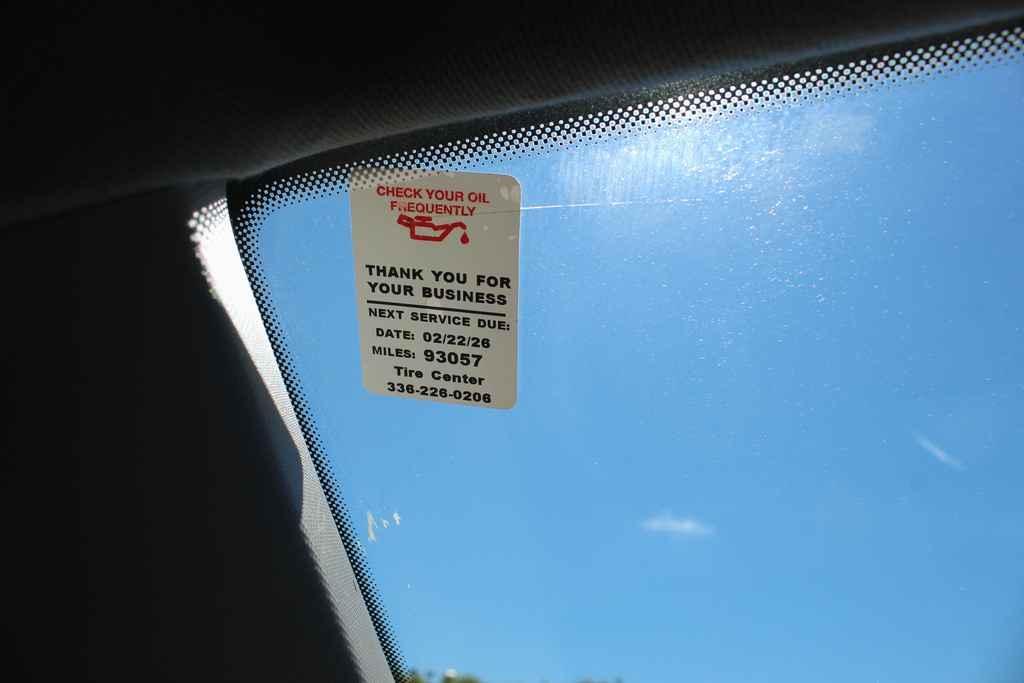 CHECK YOUR OIL
FREQUENTLY
THANK YOU FOR
YOUR BUSINESS
NEXT SERVICE DUE:
DATE: 02/22/26
MILES: 93057
Tire Center
336-226-0206